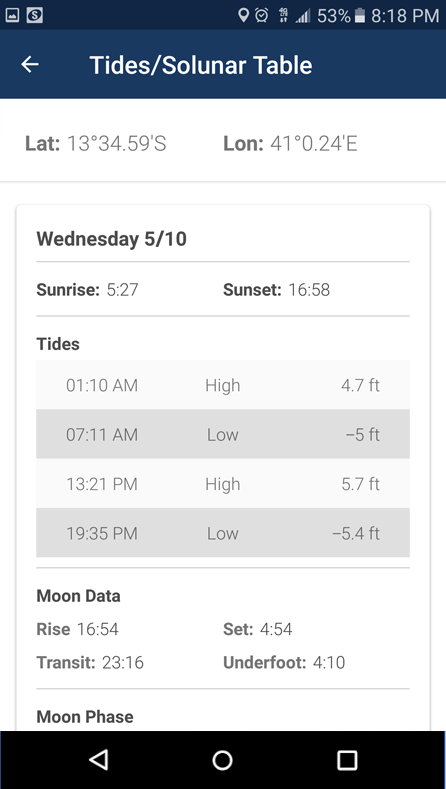 53% 8:18 PM
Tides/Solunar Table
Lat: 13°34.59'S Lon: 41°0.24'E
Wednesday 5/10
Sunrise: 5:27 Sunset: 16:58
Tides
01:10 AM High 4.7 ft
07:11 AM Low −5 ft
13:21 PM High 5.7 ft
19:35 PM Low −5.4 ft
Moon Data
Rise 16:54 Set: 4:54
Transit: 23:16 Underfoot: 4:10
Moon Phase